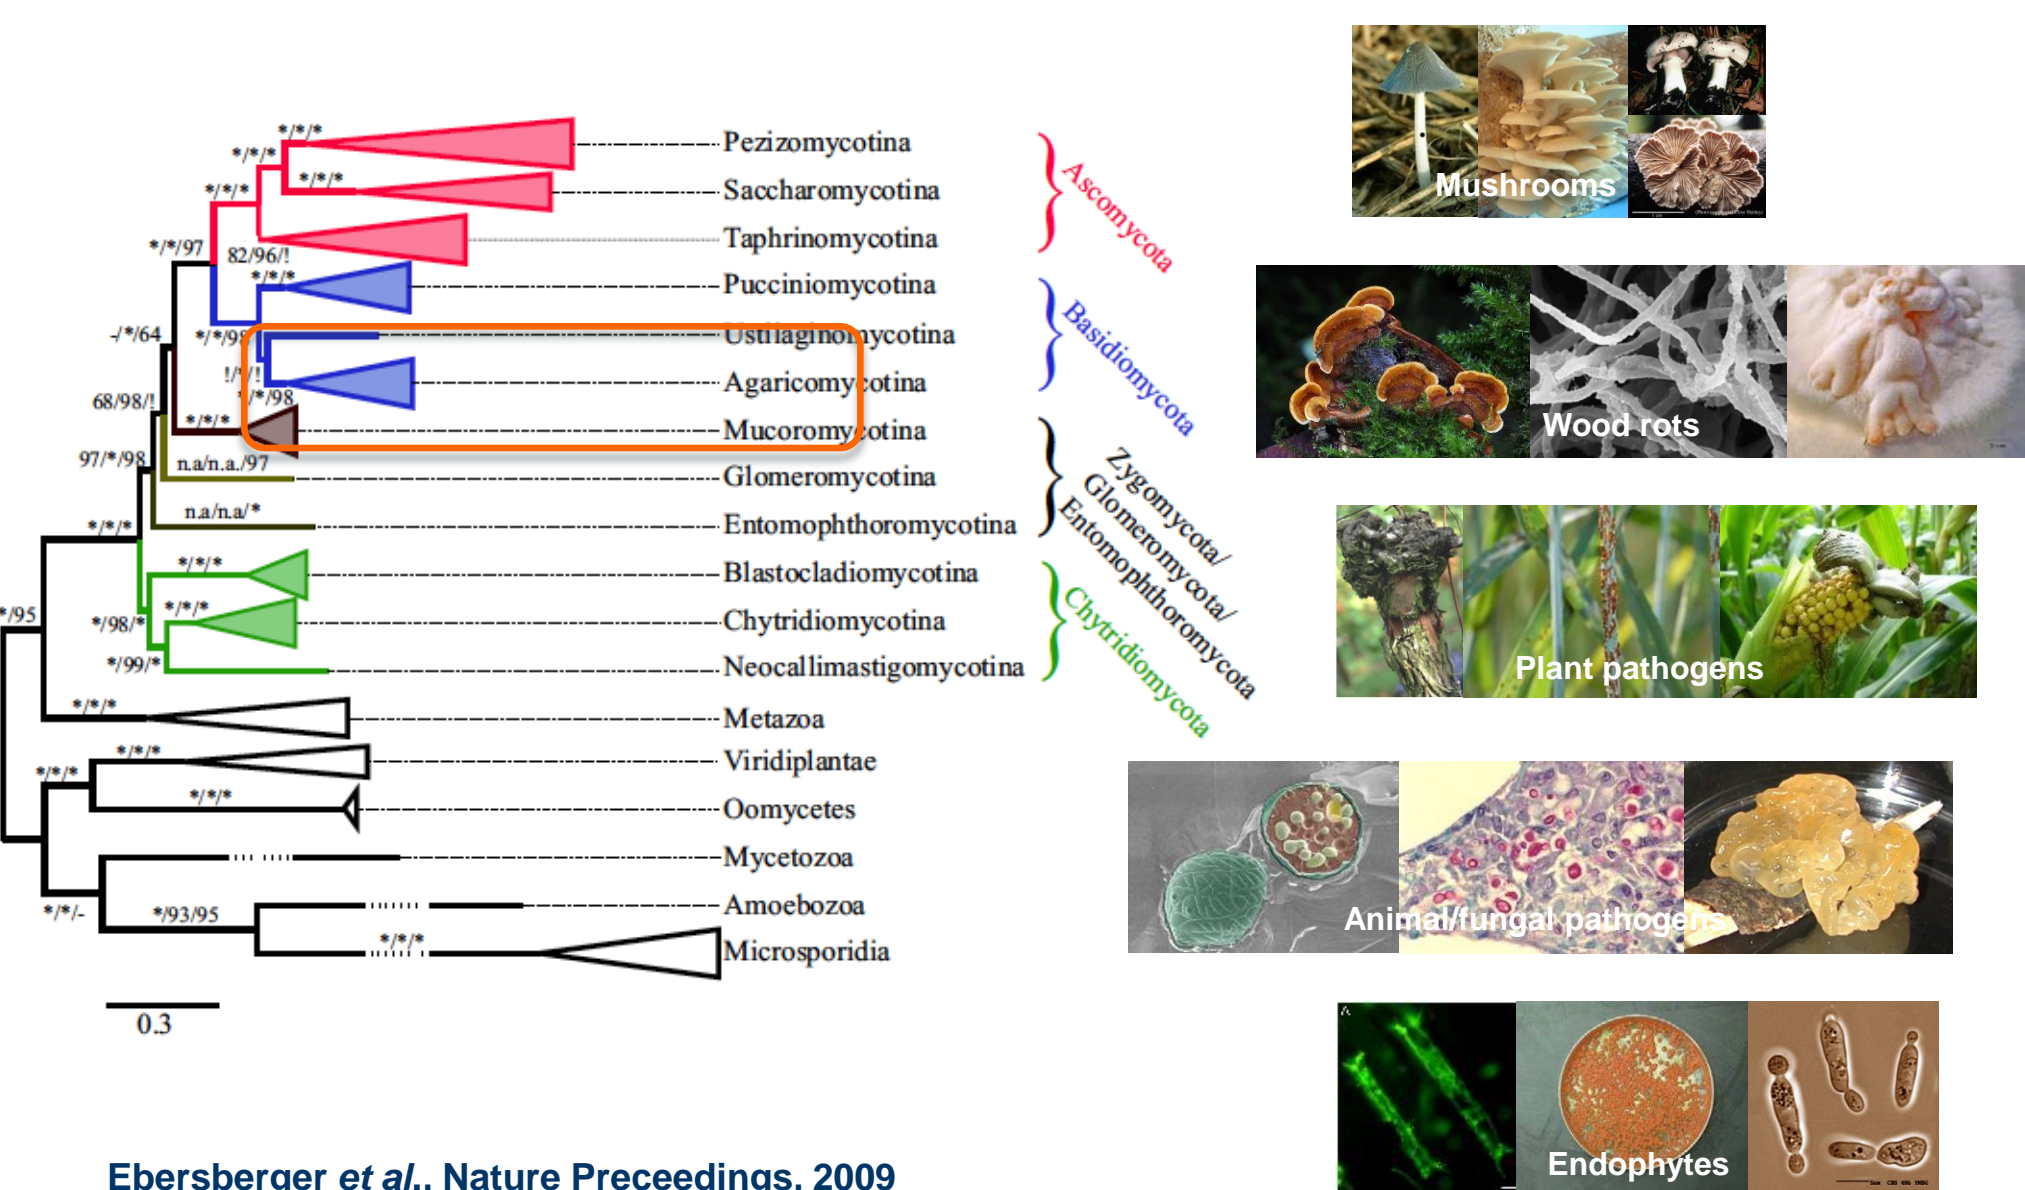 */*/*
Pezizomycotina
*/*/*
*/*/*
Saccharomycotina
*/*/*
Taphrinomycotina
*/*/97
82/96/!
*/*/*
Pucciniomycotina
Ascomycota
-/*/64
*/*/98
Ustilaginomycotina
!/*/!
Agaricomycotina
Basidiomycota
*/*/98
68/98/!
*/*/*
Mucoromycotina
97/*/98
n.a/n.a./97
Glomeromycotina
n.a/n.a/*
Entomophthoromycotina
Zygomycota/
Glomeromycota/
Entomophthoromycota
*/*/*
*/*/*
Blastocladiomycotina
*/*/*
*/98/*
Chytridiomycotina
*/99/*
Neocallimastigomycotina
Chytridiomycota
*/95
*/*/*
Metazoa
*/*/*
Viridiplantae
*/*/*
*/*/*
Oomycetes
Mycetozoa
*/*/-
*/93/95
Amoebozoa
*/*/*
Microsporidia
0.3
Ebersberger et al., Nature Preceedings, 2009
Mushrooms
Wood rots
Plant pathogens
Animal/fungal pathogens
A
Endophytes